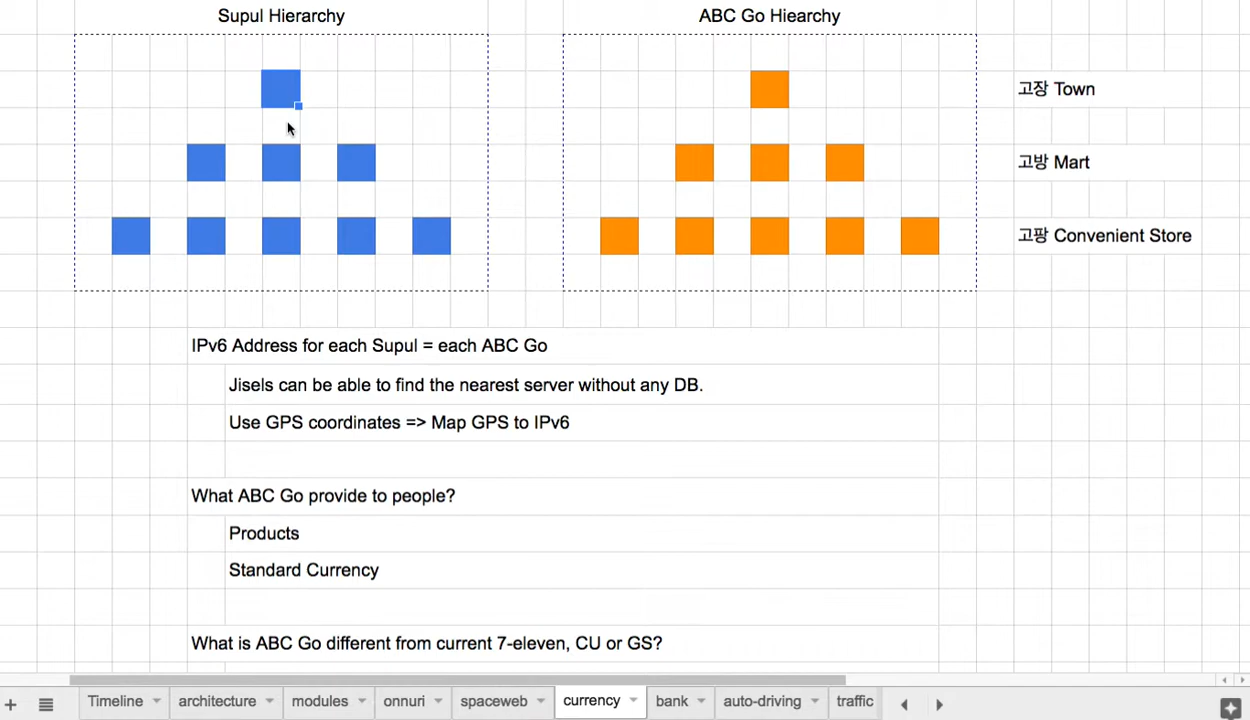 Supul Hierarchy
ABC Go Hiearchy
고장 Town
고방 Mart
고팡 Convenient Store
IPv6 Address for each Supul = each ABC Go
Jisels can be able to find the nearest server without any DB.
Use GPS coordinates => Map GPS to IPv6
What ABC Go provide to people?
Products
Standard Currency
What is ABC Go different from current 7-eleven, CU or GS?
Timeline architecture modules onnuri spaceweb currency bank auto-driving traffic